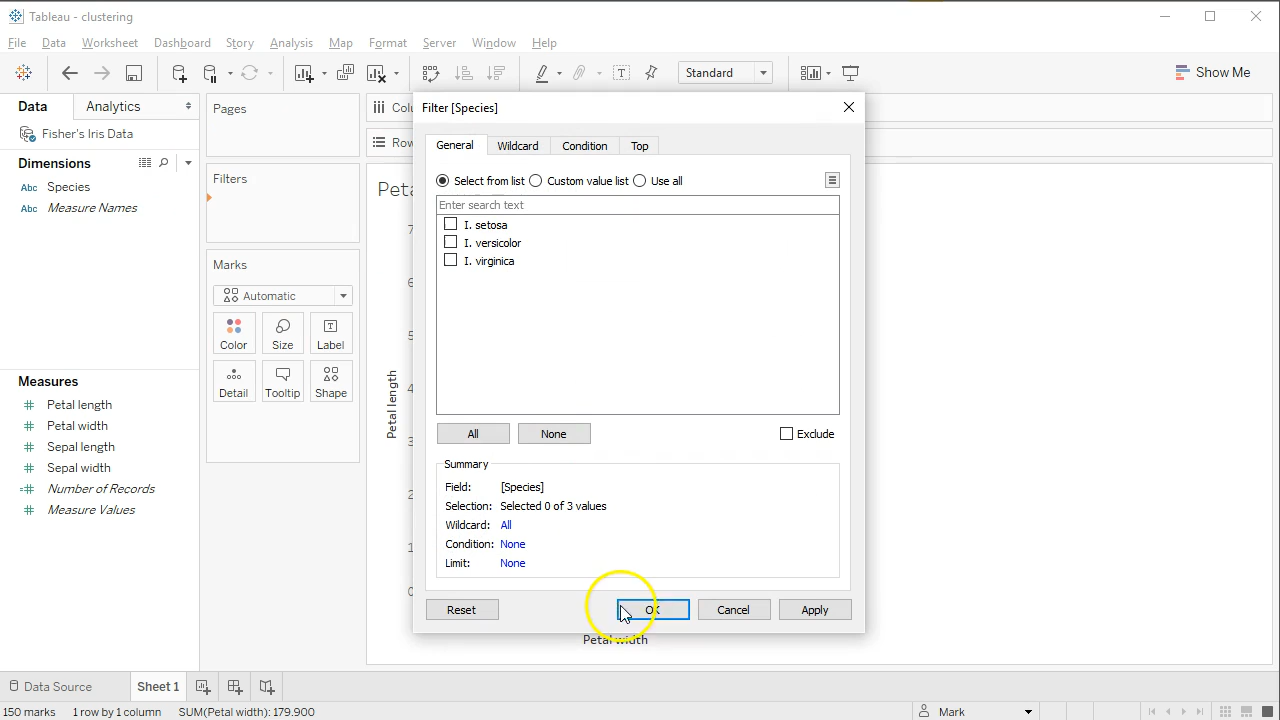 Tableau - clustering
File Data Worksheet Dashboard Story Analysis Map Format Server Window Help
Standard
Show Me
Data Analytics
Fisher's Iris Data
Dimensions
Abc Species
Abc Measure Names
Measures
# Petal length
# Petal width
# Sepal length
# Sepal width
=# Number of Records
# Measure Values
Pages
Filters
Marks
Automatic
Color Size Label
Detail Tooltip Shape
Petal length
Petal width
Filter [Species]
General Wildcard Condition Top
Select from list Custom value list Use all
Enter search text
I. setosa
I. versicolor
I. virginica
All None Exclude
Summary
Field: [Species]
Selection: Selected 0 of 3 values
Wildcard: All
Condition: None
Limit: None
Reset OK Cancel Apply
Data Source Sheet 1
150 marks 1 row by 1 column SUM(Petal width): 179.900 Mark